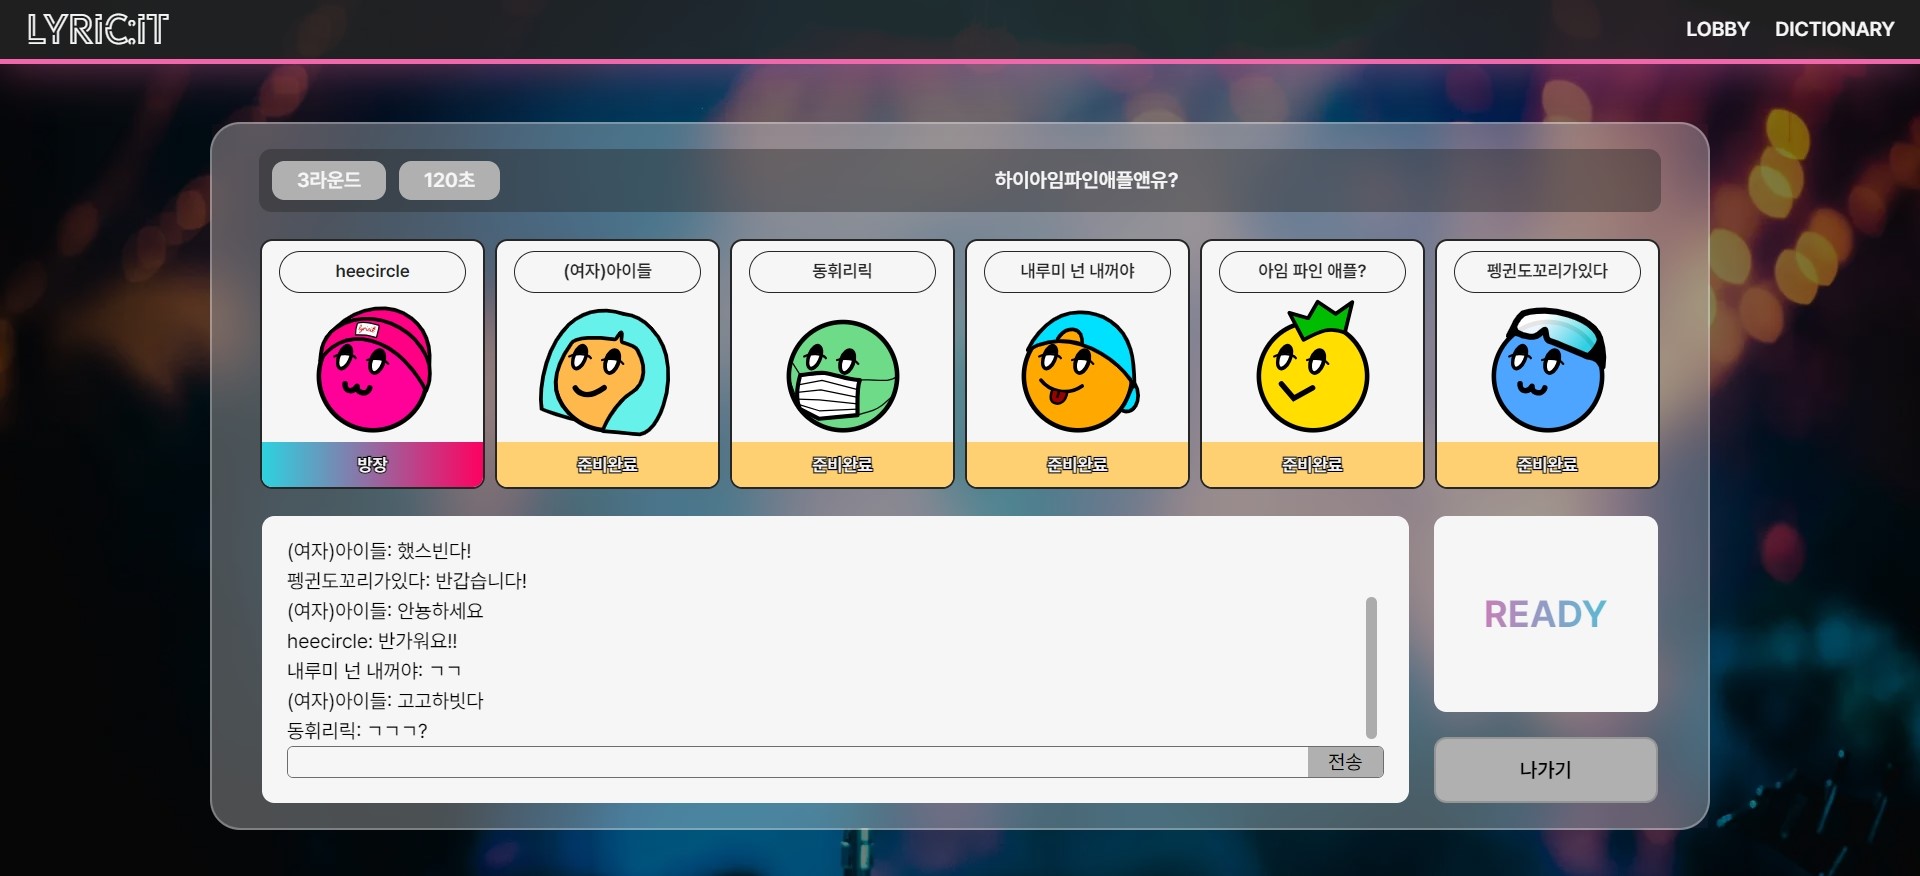 LYRiC:iT
LOBBY DICTIONARY
3라운드 120초 하이아임파인애플앤유?
heecircle (여자)아이들 동휘리릭 내루미 넌 내꺼야 아임 파인 애플? 펭귄도꼬리가있다
방장 준비완료 준비완료 준비완료 준비완료 준비완료
(여자)아이들: 했스빈다!
펭귄도꼬리가있다: 반갑습니다!
(여자)아이들: 안뇽하세요
heecircle: 반가워요!!
내루미 넌 내꺼야: ㄱㄱ
(여자)아이들: 고고하빗다
동휘리릭: ㄱㄱㄱ?
전송
READY
나가기